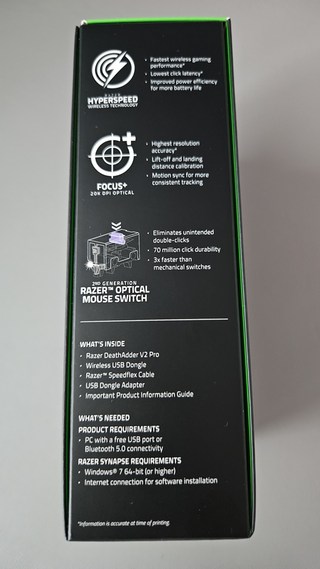 RAZER
HYPERSPEED
WIRELESS TECHNOLOGY
• Fastest wireless gaming
performance*
• Lowest click latency*
• Improved power efficiency
for more battery life
FOCUS+
20K DPI OPTICAL
• Highest resolution
accuracy*
• Lift-off and landing
distance calibration
• Motion sync for more
consistent tracking
2ND GENERATION
RAZER™ OPTICAL
MOUSE SWITCH
• Eliminates unintended
double-clicks
• 70 million click durability
• 3x faster than
mechanical switches
WHAT'S INSIDE
• Razer DeathAdder V2 Pro
• Wireless USB Dongle
• Razer™ Speedflex Cable
• USB Dongle Adapter
• Important Product Information Guide
WHAT'S NEEDED
PRODUCT REQUIREMENTS
• PC with a free USB port or
Bluetooth 5.0 connectivity
RAZER SYNAPSE REQUIREMENTS
• Windows® 7 64-bit (or higher)
• Internet connection for software installation
*Information is accurate at time of printing.